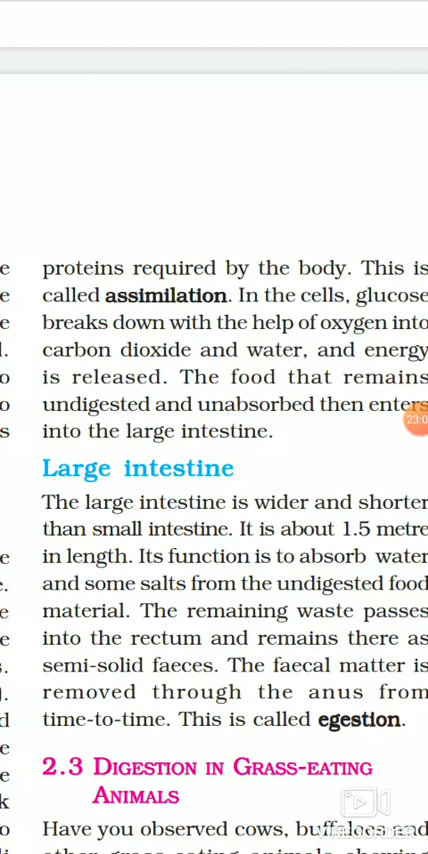 proteins required by the body. This is
called assimilation. In the cells, glucose
breaks down with the help of oxygen into
carbon dioxide and water, and energy
is released. The food that remains
undigested and unabsorbed then enters
into the large intestine.
23:0
Large intestine
The large intestine is wider and shorter
than small intestine. It is about 1.5 metre
in length. Its function is to absorb water
and some salts from the undigested food
material. The remaining waste passes
into the rectum and remains there as
semi-solid faeces. The faecal matter is
removed through the anus from
time-to-time. This is called egestion.
2.3 DIGESTION IN GRASS-EATING
ANIMALS
Have you observed cows, buffaloes and
VIDEO RECORDER